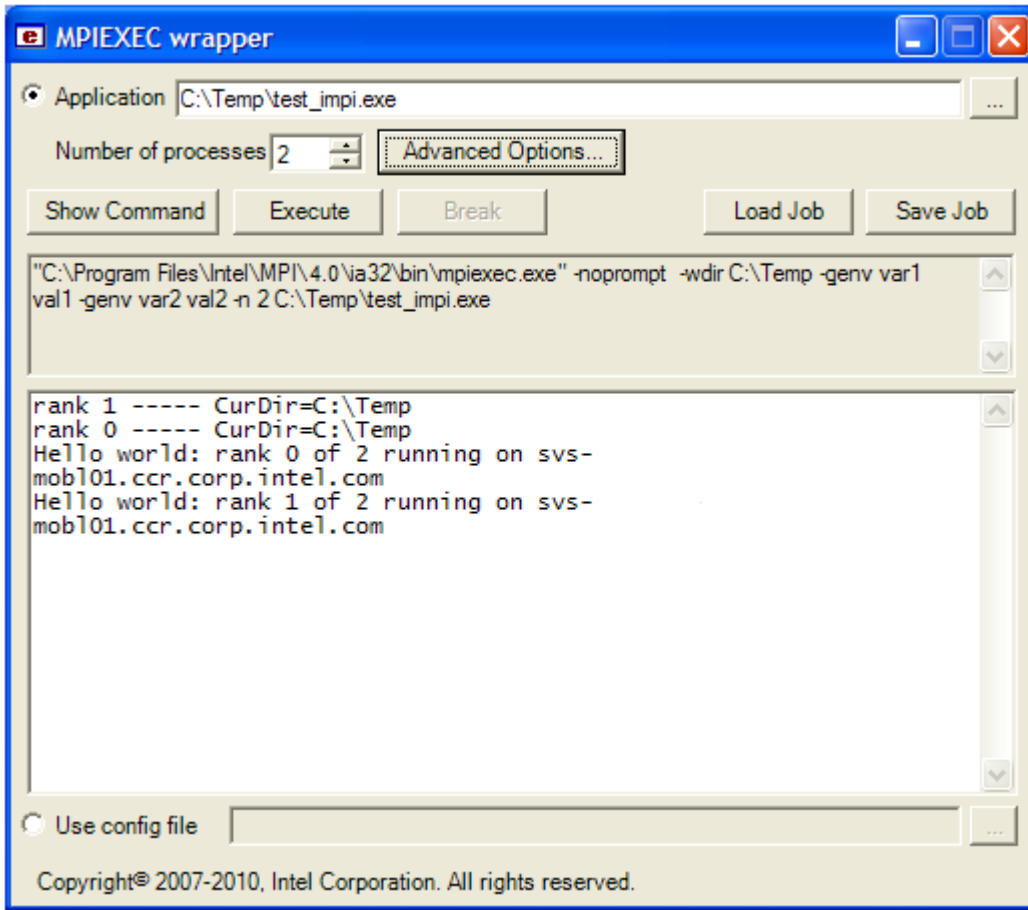 e MPIEXEC wrapper
Application C:\Temp\test_impi.exe ...
Number of processes 2 Advanced Options...
Show Command Execute Break Load Job Save Job
"C:\Program Files\Intel\MPI\4.0\ia32\bin\mpiexec.exe" -noprompt  -wdir C:\Temp -genv var1
val1 -genv var2 val2 -n 2 C:\Temp\test_impi.exe
rank 1 ----- CurDir=C:\Temp
rank 0 ----- CurDir=C:\Temp
Hello world: rank 0 of 2 running on svs-
mobl01.ccr.corp.intel.com
Hello world: rank 1 of 2 running on svs-
mobl01.ccr.corp.intel.com
Use config file ...
Copyright© 2007-2010, Intel Corporation. All rights reserved.